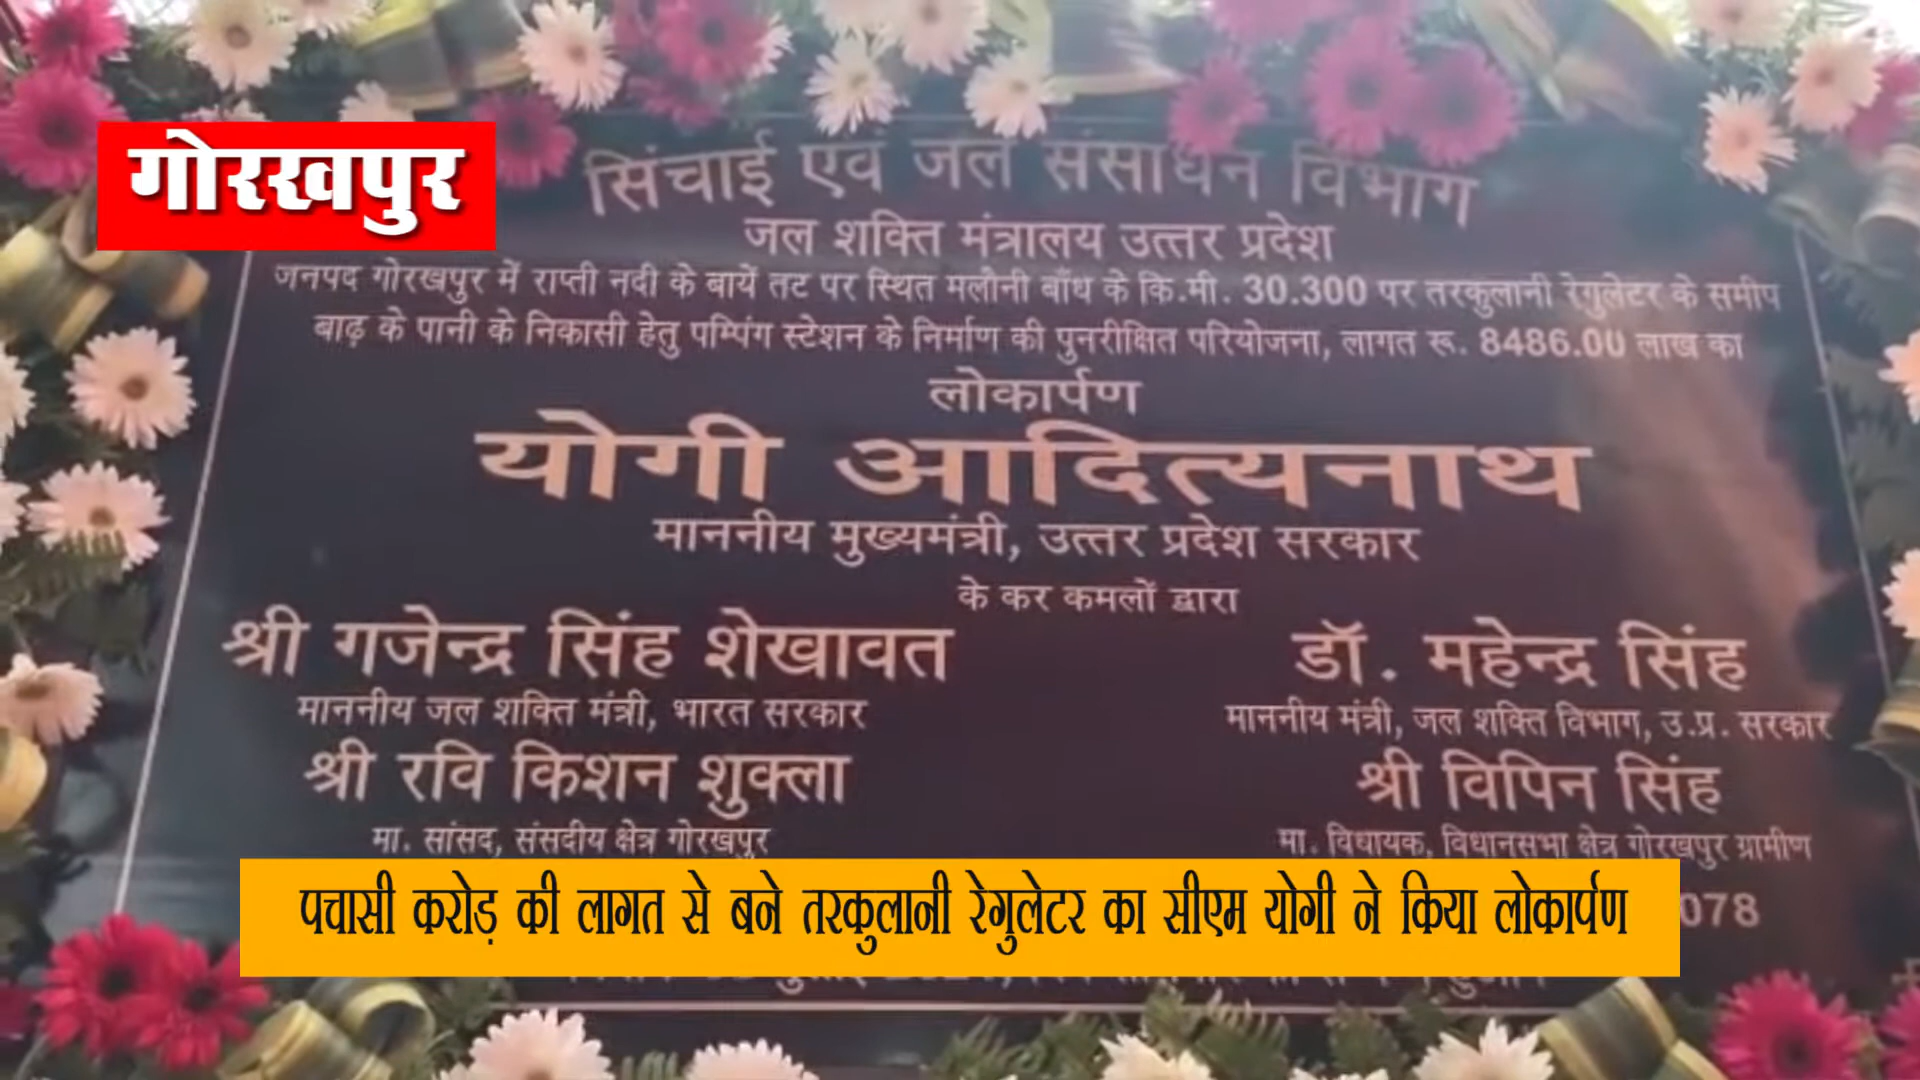 गोरखपुर
सिंचाई एवं जल संसाधन विभाग
जल शक्ति मंत्रालय उत्तर प्रदेश
जनपद गोरखपुर में राप्ती नदी के बायें तट पर स्थित मलौनी बाँध के कि.मी. 30.300 पर तरकुलानी रेगुलेटर के समीप
बाढ़ के पानी के निकासी हेतु पम्पिंग स्टेशन के निर्माण की पुनरीक्षित परियोजना, लागत रू. 8486.00 लाख का
लोकार्पण
योगी आदित्यनाथ
माननीय मुख्यमंत्री, उत्तर प्रदेश सरकार
के कर कमलों द्वारा
श्री गजेन्द्र सिंह शेखावत
माननीय जल शक्ति मंत्री, भारत सरकार
डॉ. महेन्द्र सिंह
माननीय मंत्री, जल शक्ति विभाग, उ.प्र. सरकार
श्री रवि किशन शुक्ला
मा. सांसद, संसदीय क्षेत्र गोरखपुर
श्री विपिन सिंह
मा. विधायक, विधानसभा क्षेत्र गोरखपुर ग्रामीण
078
पचासी करोड़ की लागत से बने तरकुलानी रेगुलेटर का सीएम योगी ने किया लोकार्पण